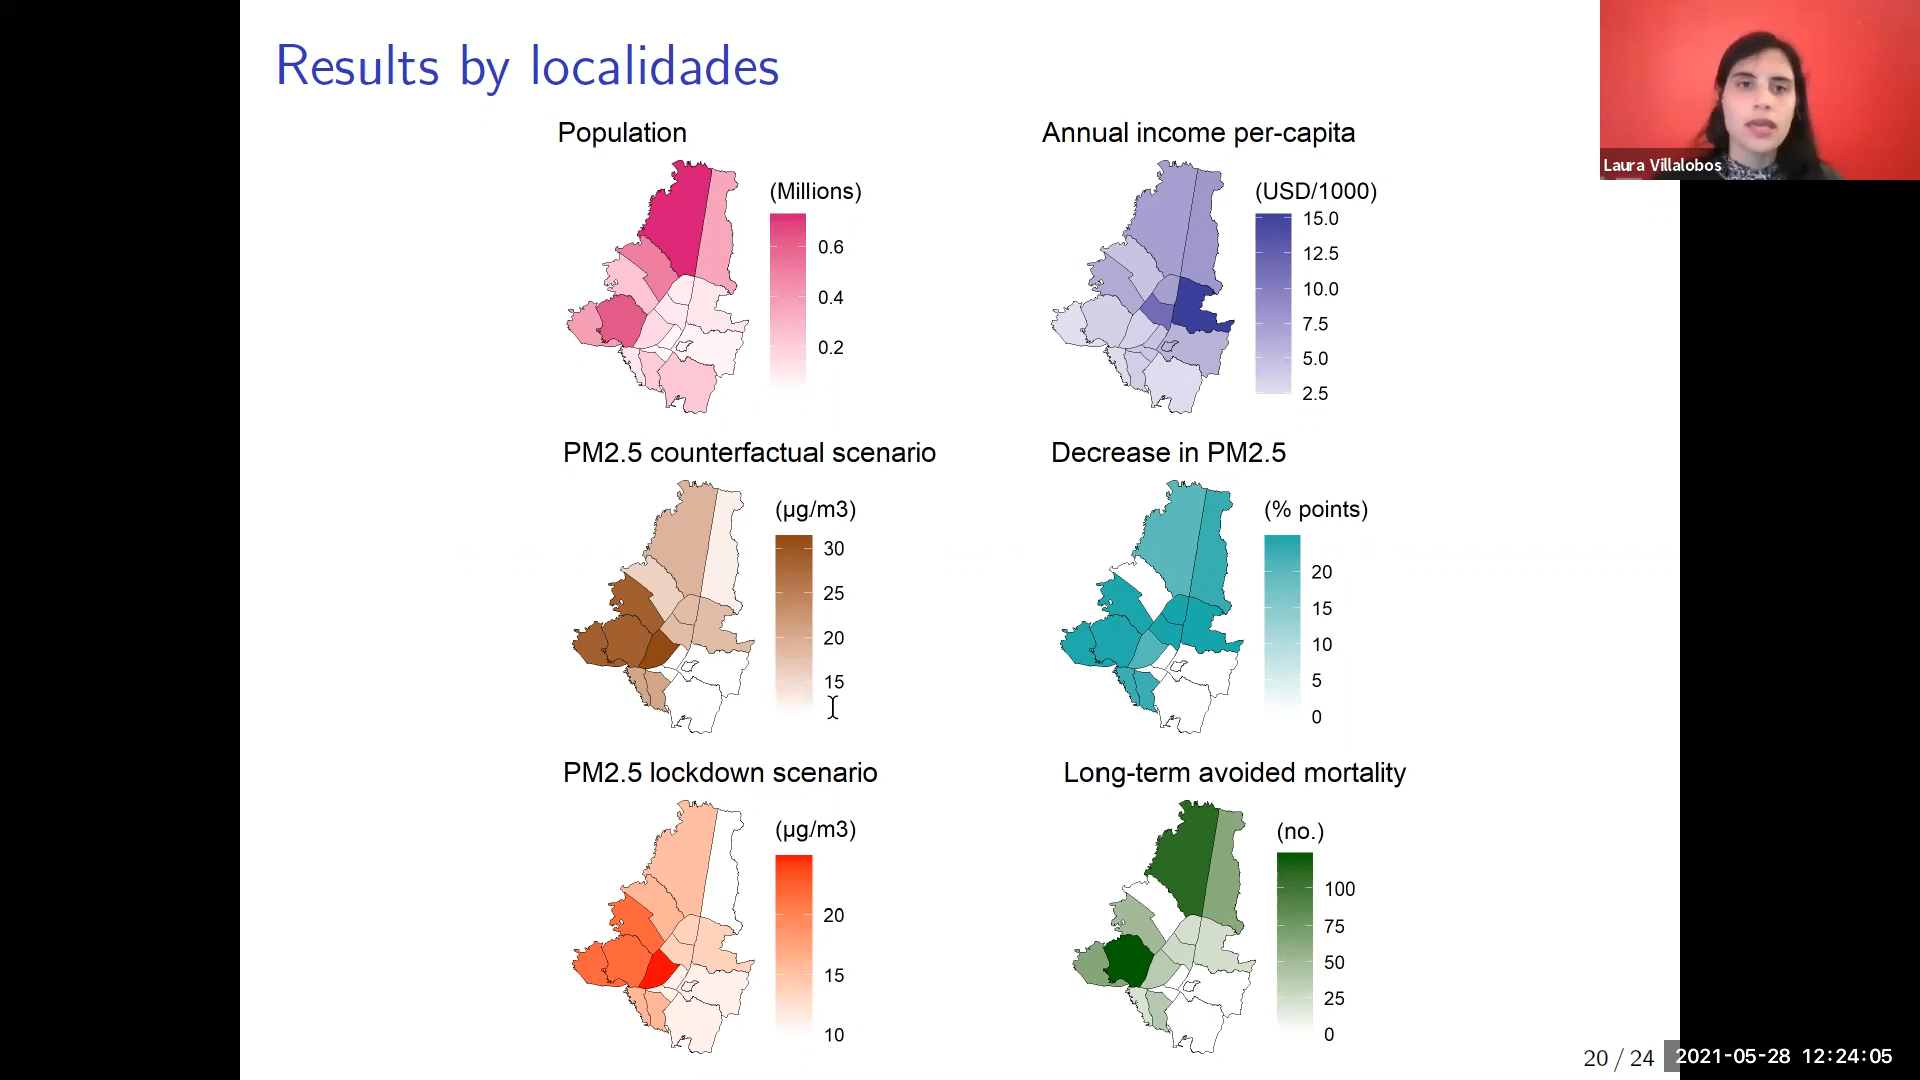 Results by localidades
Laura Villalobos
Population
(Millions)
0.6
0.4
0.2
Annual income per-capita
(USD/1000)
15.0
12.5
10.0
7.5
5.0
2.5
PM2.5 counterfactual scenario
(µg/m3)
30
25
20
15
Decrease in PM2.5
(% points)
20
15
10
5
0
PM2.5 lockdown scenario
(µg/m3)
20
15
10
Long-term avoided mortality
(no.)
100
75
50
25
0
20 / 24
2021-05-28 12:24:05